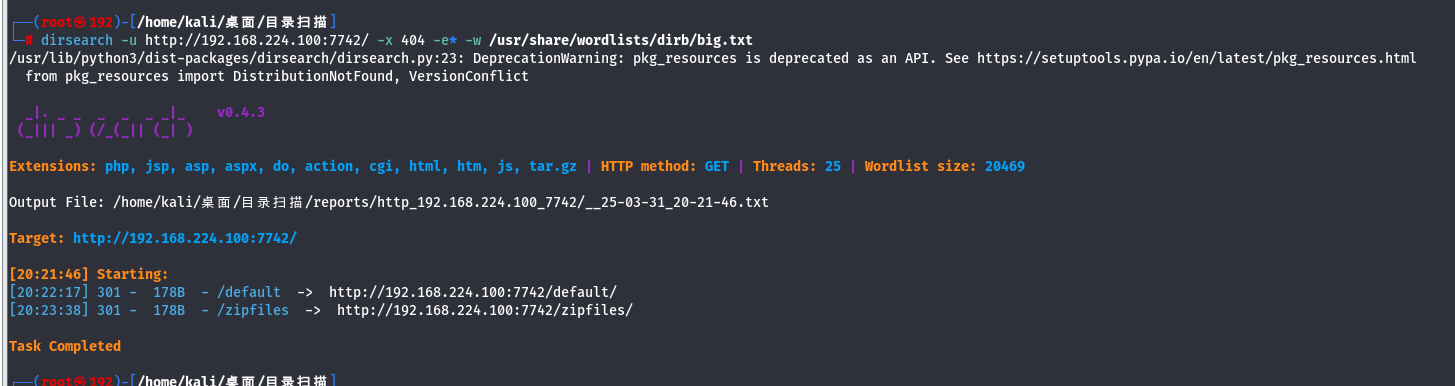 ┌──(root㉿192)-[/home/kali/桌面/目录扫描]
└─# dirsearch -u http://192.168.224.100:7742/ -x 404 -e* -w /usr/share/wordlists/dirb/big.txt
/usr/lib/python3/dist-packages/dirsearch/dirsearch.py:23: DeprecationWarning: pkg_resources is deprecated as an API. See https://setuptools.pypa.io/en/latest/pkg_resources.html
  from pkg_resources import DistributionNotFound, VersionConflict

  _|. _ _  _  _  _ _|_    v0.4.3
 (_||| _) (/_(_|| (_| )

Extensions: php, jsp, asp, aspx, do, action, cgi, html, htm, js, tar.gz | HTTP method: GET | Threads: 25 | Wordlist size: 20469

Output File: /home/kali/桌面/目录扫描/reports/http_192.168.224.100_7742/__25-03-31_20-21-46.txt

Target: http://192.168.224.100:7742/

[20:21:46] Starting:
[20:22:17] 301 -  178B  - /default  ->  http://192.168.224.100:7742/default/
[20:23:38] 301 -  178B  - /zipfiles  ->  http://192.168.224.100:7742/zipfiles/

Task Completed

┌──(root㉿192)-[/home/kali/桌面/目录扫描]